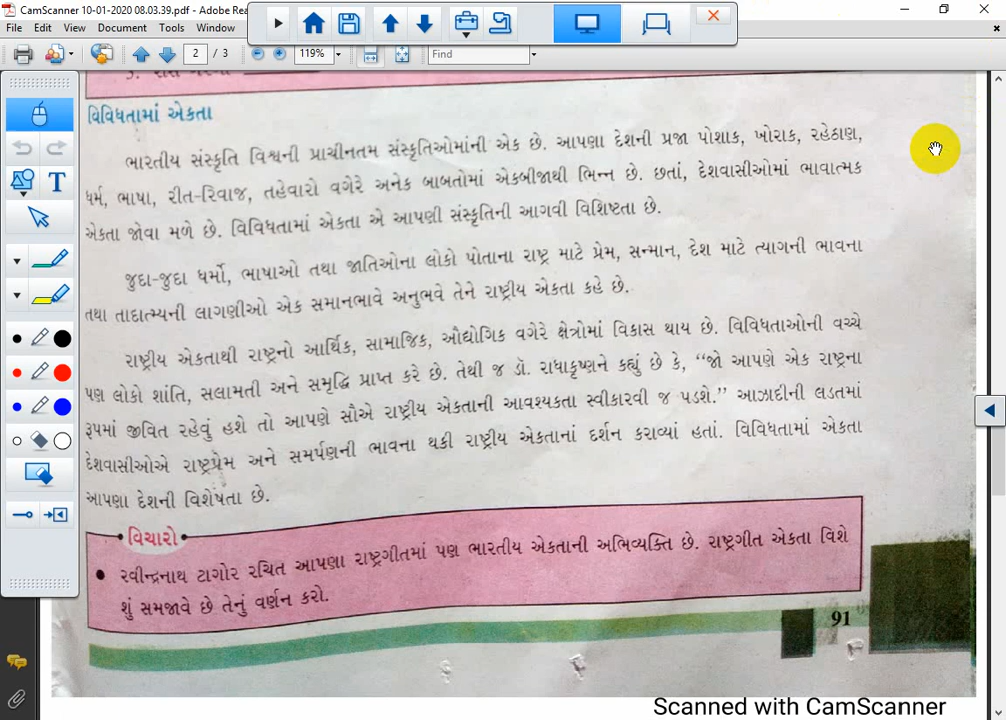 CamScanner 10-01-2020 08.03.39.pdf - Adobe Rea
File Edit View Document Tools Window
2 / 3 119% Find
વિવિધતામાં એકતા
ભારતીય સંસ્કૃતિ વિશ્વની પ્રાચીનતમ સંસ્કૃતિઓમાંની એક છે. આપણા દેશની પ્રજા પોશાક, ખોરાક, રહેઠાણ,
ધર્મ, ભાષા, રીત-રિવાજ, તહેવારો વગેરે અનેક બાબતોમાં એકબીજાથી ભિન્ન છે. છતાં, દેશવાસીઓમાં ભાવાત્મક
એકતા જોવા મળે છે. વિવિધતામાં એકતા એ આપણી સંસ્કૃતિની આગવી વિશિષ્ટતા છે.
જુદા-જુદા ધર્મો, ભાષાઓ તથા જાતિઓના લોકો પોતાના રાષ્ટ્ર માટે પ્રેમ, સન્માન, દેશ માટે ત્યાગની ભાવના
તથા તાદાત્મ્યની લાગણીઓ એક સમાનભાવે અનુભવે તેને રાષ્ટ્રીય એકતા કહે છે.
રાષ્ટ્રીય એકતાથી રાષ્ટ્રનો આર્થિક, સામાજિક, ઔદ્યોગિક વગેરે ક્ષેત્રોમાં વિકાસ થાય છે. વિવિધતાઓની વચ્ચે
પણ લોકો શાંતિ, સલામતી અને સમૃદ્ધિ પ્રાપ્ત કરે છે. તેથી જ ડૉ. રાધાકૃષ્ણને કહ્યું છે કે, “જો આપણે એક રાષ્ટ્રના
રૂપમાં જીવિત રહેવું હશે તો આપણે સૌએ રાષ્ટ્રીય એકતાની આવશ્યકતા સ્વીકારવી જ પડશે.” આઝાદીની લડતમાં
દેશવાસીઓએ રાષ્ટ્રપ્રેમ અને સમર્પણની ભાવના થકી રાષ્ટ્રીય એકતાનાં દર્શન કરાવ્યાં હતાં. વિવિધતામાં એકતા
આપણા દેશની વિશેષતા છે.
વિચારો
• રવીન્દ્રનાથ ટાગોર રચિત આપણા રાષ્ટ્રગીતમાં પણ ભારતીય એકતાની અભિવ્યક્તિ છે. રાષ્ટ્રગીત એકતા વિશે
શું સમજાવે છે તેનું વર્ણન કરો.
91
Scanned with CamScanner